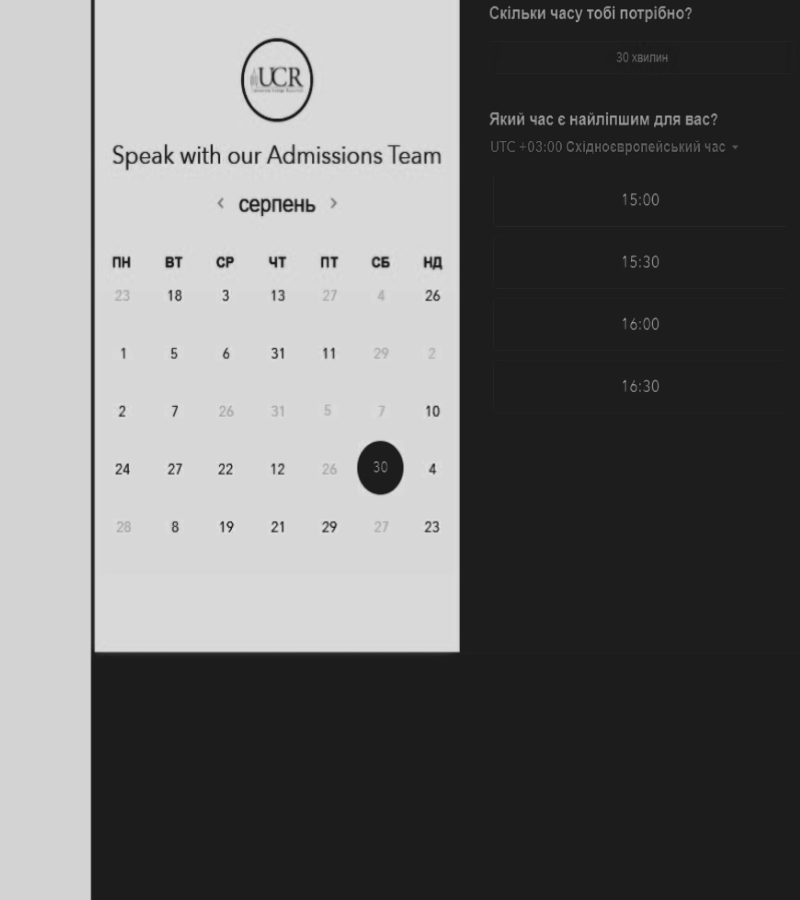 UCR
Speak with our Admissions Team
серпень
ПН ВТ СР ЧТ ПТ СБ НД
23 18 3 13 27 4 26
1 5 6 31 11 29 2
2 7 26 31 5 7 10
24 27 22 12 26 30 4
28 8 19 21 29 27 23
Скільки часу тобі потрібно?
30 хвилин
Який час є найліпшим для вас?
UTC +03:00 Східноєвропейський час
15:00
15:30
16:00
16:30